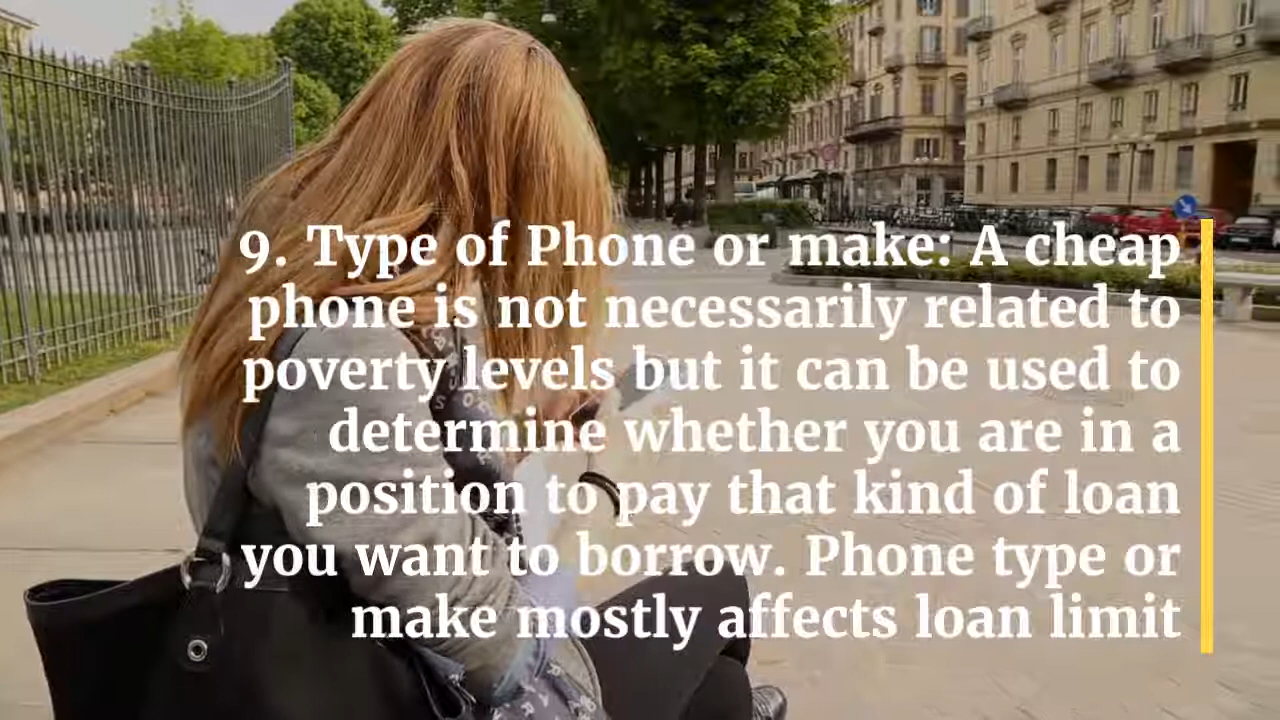 9. Type of Phone or make: A cheap
phone is not necessarily related to
poverty levels but it can be used to
determine whether you are in a
position to pay that kind of loan
you want to borrow. Phone type or
make mostly affects loan limit